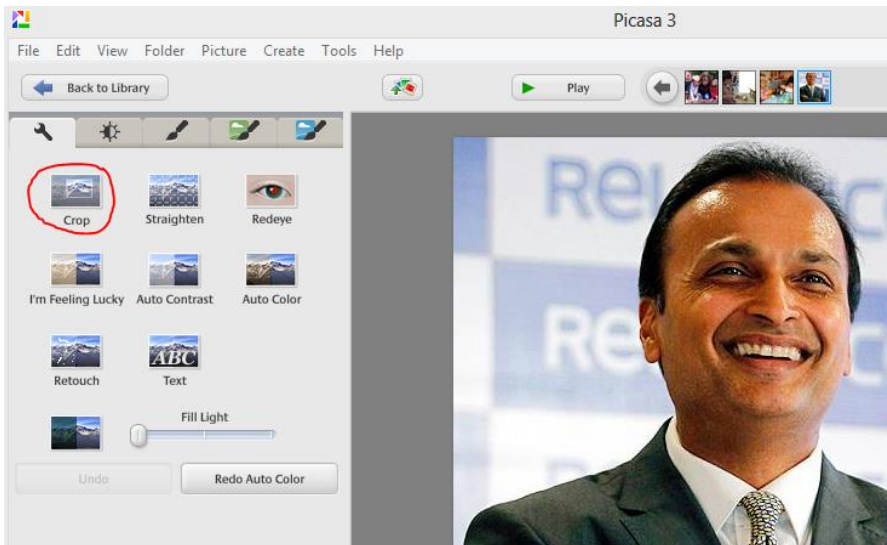 Picasa 3
File Edit View Folder Picture Create Tools Help
Back to Library Play
Crop Straighten Redeye
I'm Feeling Lucky Auto Contrast Auto Color
Retouch Text
ABC
Fill Light
Undo Redo Auto Color
Rel
Re